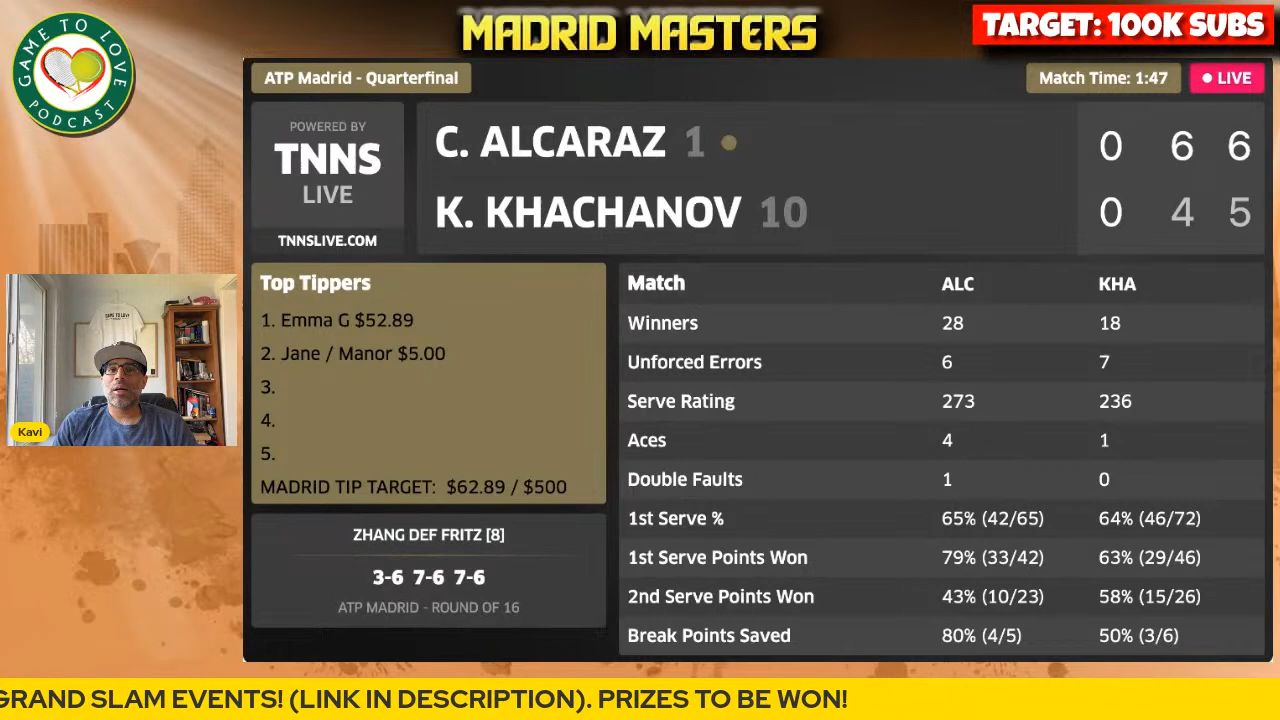 GAME TO LOVE
PODCAST
MADRID MASTERS
TARGET: 100K SUBS
ATP Madrid - Quarterfinal
Match Time: 1:47
LIVE
POWERED BY
TNNS
LIVE
TNNSLIVE.COM
C. ALCARAZ 1 0 6 6
K. KHACHANOV 10 0 4 5
Top Tippers
1. Emma G $52.89
2. Jane / Manor $5.00
3.
4.
5.
MADRID TIP TARGET: $62.89 / $500
ZHANG DEF FRITZ [8]
3-6 7-6 7-6
ATP MADRID - ROUND OF 16
Match ALC KHA
Winners 28 18
Unforced Errors 6 7
Serve Rating 273 236
Aces 4 1
Double Faults 1 0
1st Serve % 65% (42/65) 64% (46/72)
1st Serve Points Won 79% (33/42) 63% (29/46)
2nd Serve Points Won 43% (10/23) 58% (15/26)
Break Points Saved 80% (4/5) 50% (3/6)
Kavi
GRAND SLAM EVENTS! (LINK IN DESCRIPTION). PRIZES TO BE WON!